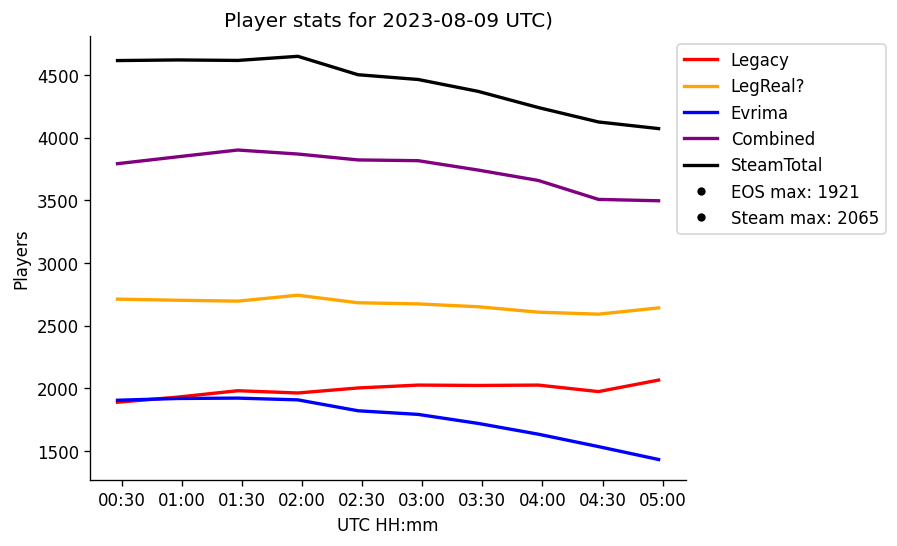 Player stats for 2023-08-09 UTC)
Legacy
LegReal?
Evrima
Combined
SteamTotal
EOS max: 1921
Steam max: 2065
Players
4500
4000
3500
3000
2500
2000
1500
00:30 01:00 01:30 02:00 02:30 03:00 03:30 04:00 04:30 05:00
UTC HH:mm